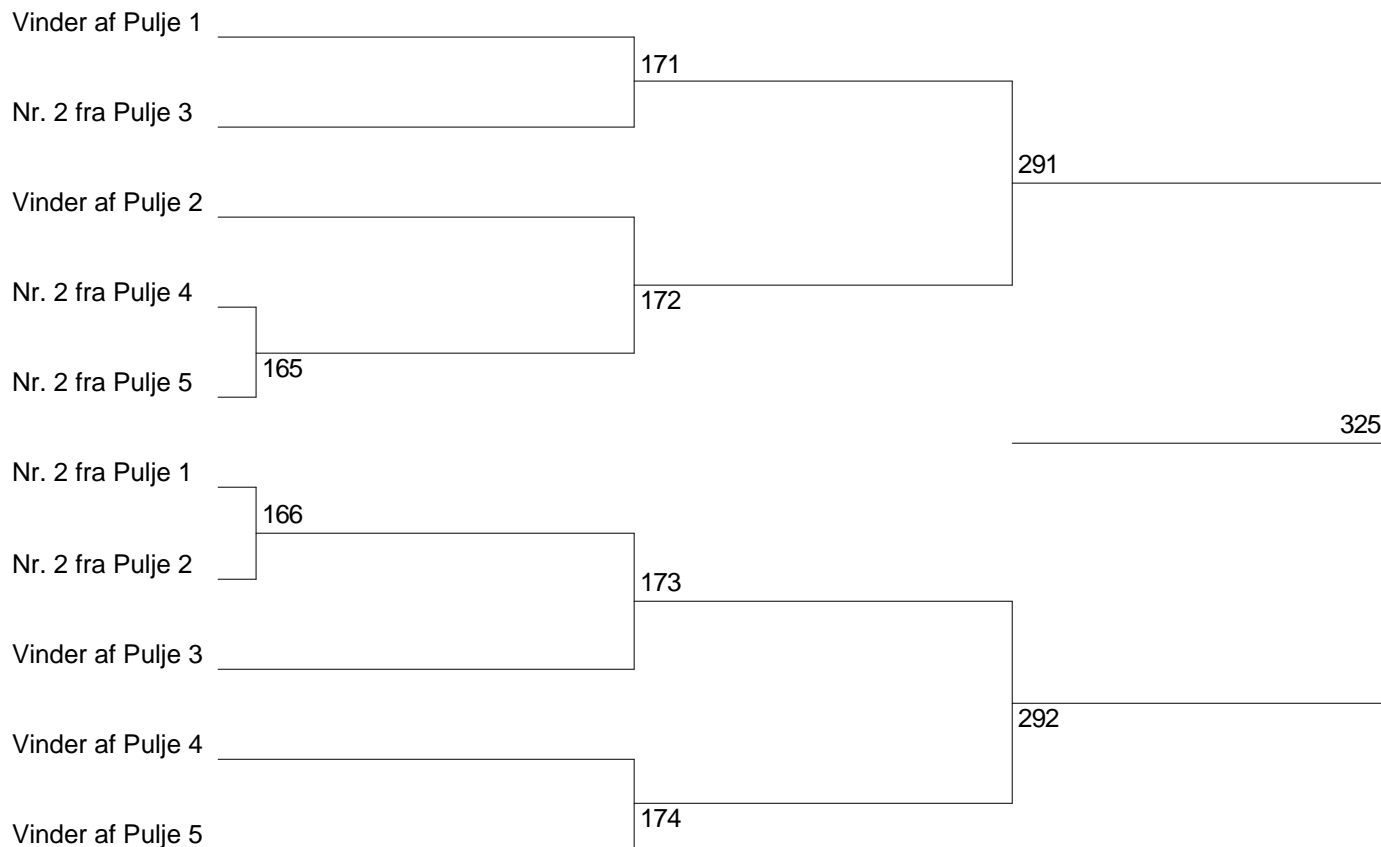 Vinder af Pulje 1
171
Nr. 2 fra Pulje 3
291
Vinder af Pulje 2
Nr. 2 fra Pulje 4
172
165
Nr. 2 fra Pulje 5
325
Nr. 2 fra Pulje 1
166
Nr. 2 fra Pulje 2
173
Vinder af Pulje 3
292
Vinder af Pulje 4
174
Vinder af Pulje 5